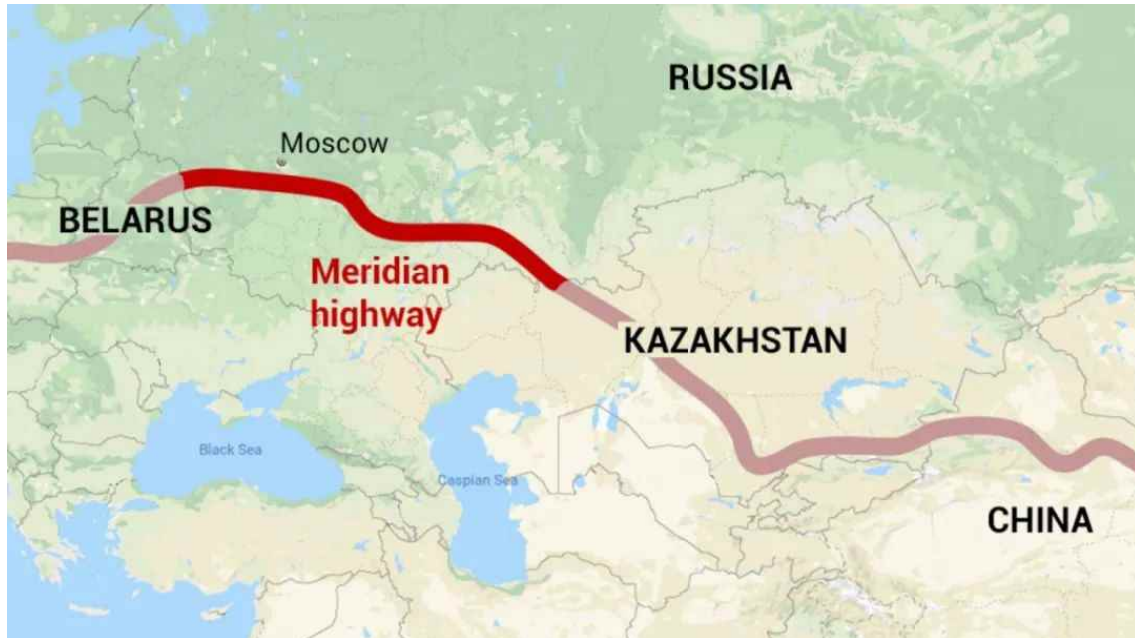 RUSSIA
Moscow
BELARUS
Meridian
highway
KAZAKHSTAN
Black Sea
Caspian Sea
CHINA